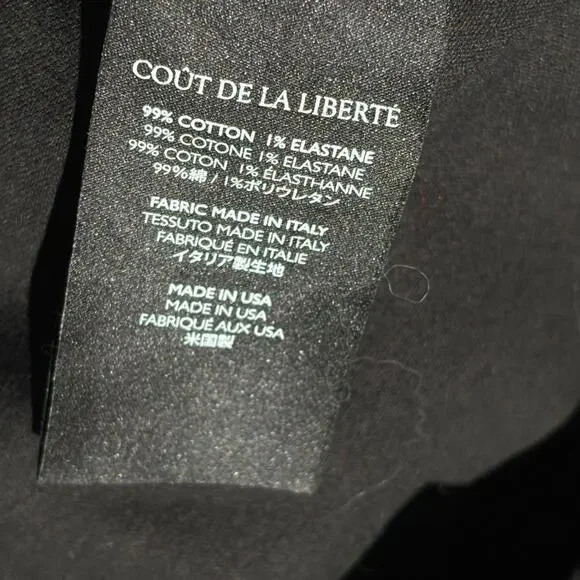 COÛT DE LA LIBERTÉ
99% COTTON 1% ELASTANE
99% COTONE 1% ELASTANE
99% COTON 1% ÉLASTHANNE
99%綿 / 1%ポリウレタン
FABRIC MADE IN ITALY
TESSUTO MADE IN ITALY
FABRIQUÉ EN ITALIE
イタリア製生地
MADE IN USA
MADE IN USA
FABRIQUÉ AUX USA
米国製